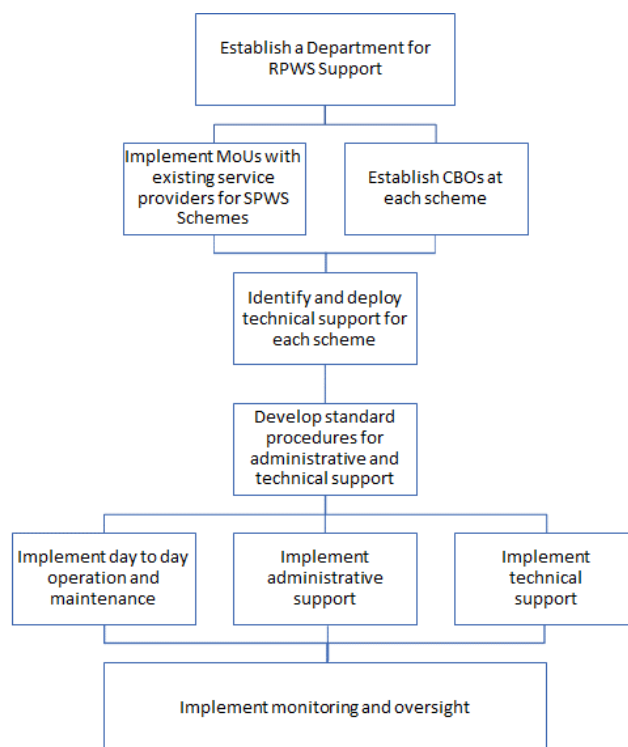 Establish a Department for
RPWS Support
Implement MoUs with
existing service
providers for SPWS
Schemes
Establish CBOs at
each scheme
Identify and deploy
technical support for
each scheme
Develop standard
procedures for
administrative and
technical support
Implement day to day
operation and
maintenance
Implement
administrative
support
Implement
technical
support
Implement monitoring and oversight